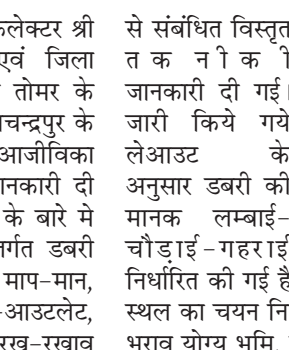 कलेक्टर श्री
एवं जिला
तोमर के
चन्द्रपुर के
आजीविका
जानकारी दी
के बारे मे
डबरी
माप-मान,
-आउटलेट,
रख-रखाव
से संबंधित विस्तृत
त क नी क ी
जानकारी दी गई।
जारी किये गये
लेआउट के
अनुसार डबरी की
मानक लम्बाई-
चौड़ाई-गहराई
निर्धारित की गई है
स्थल का चयन
भराव योग्य भूमि,